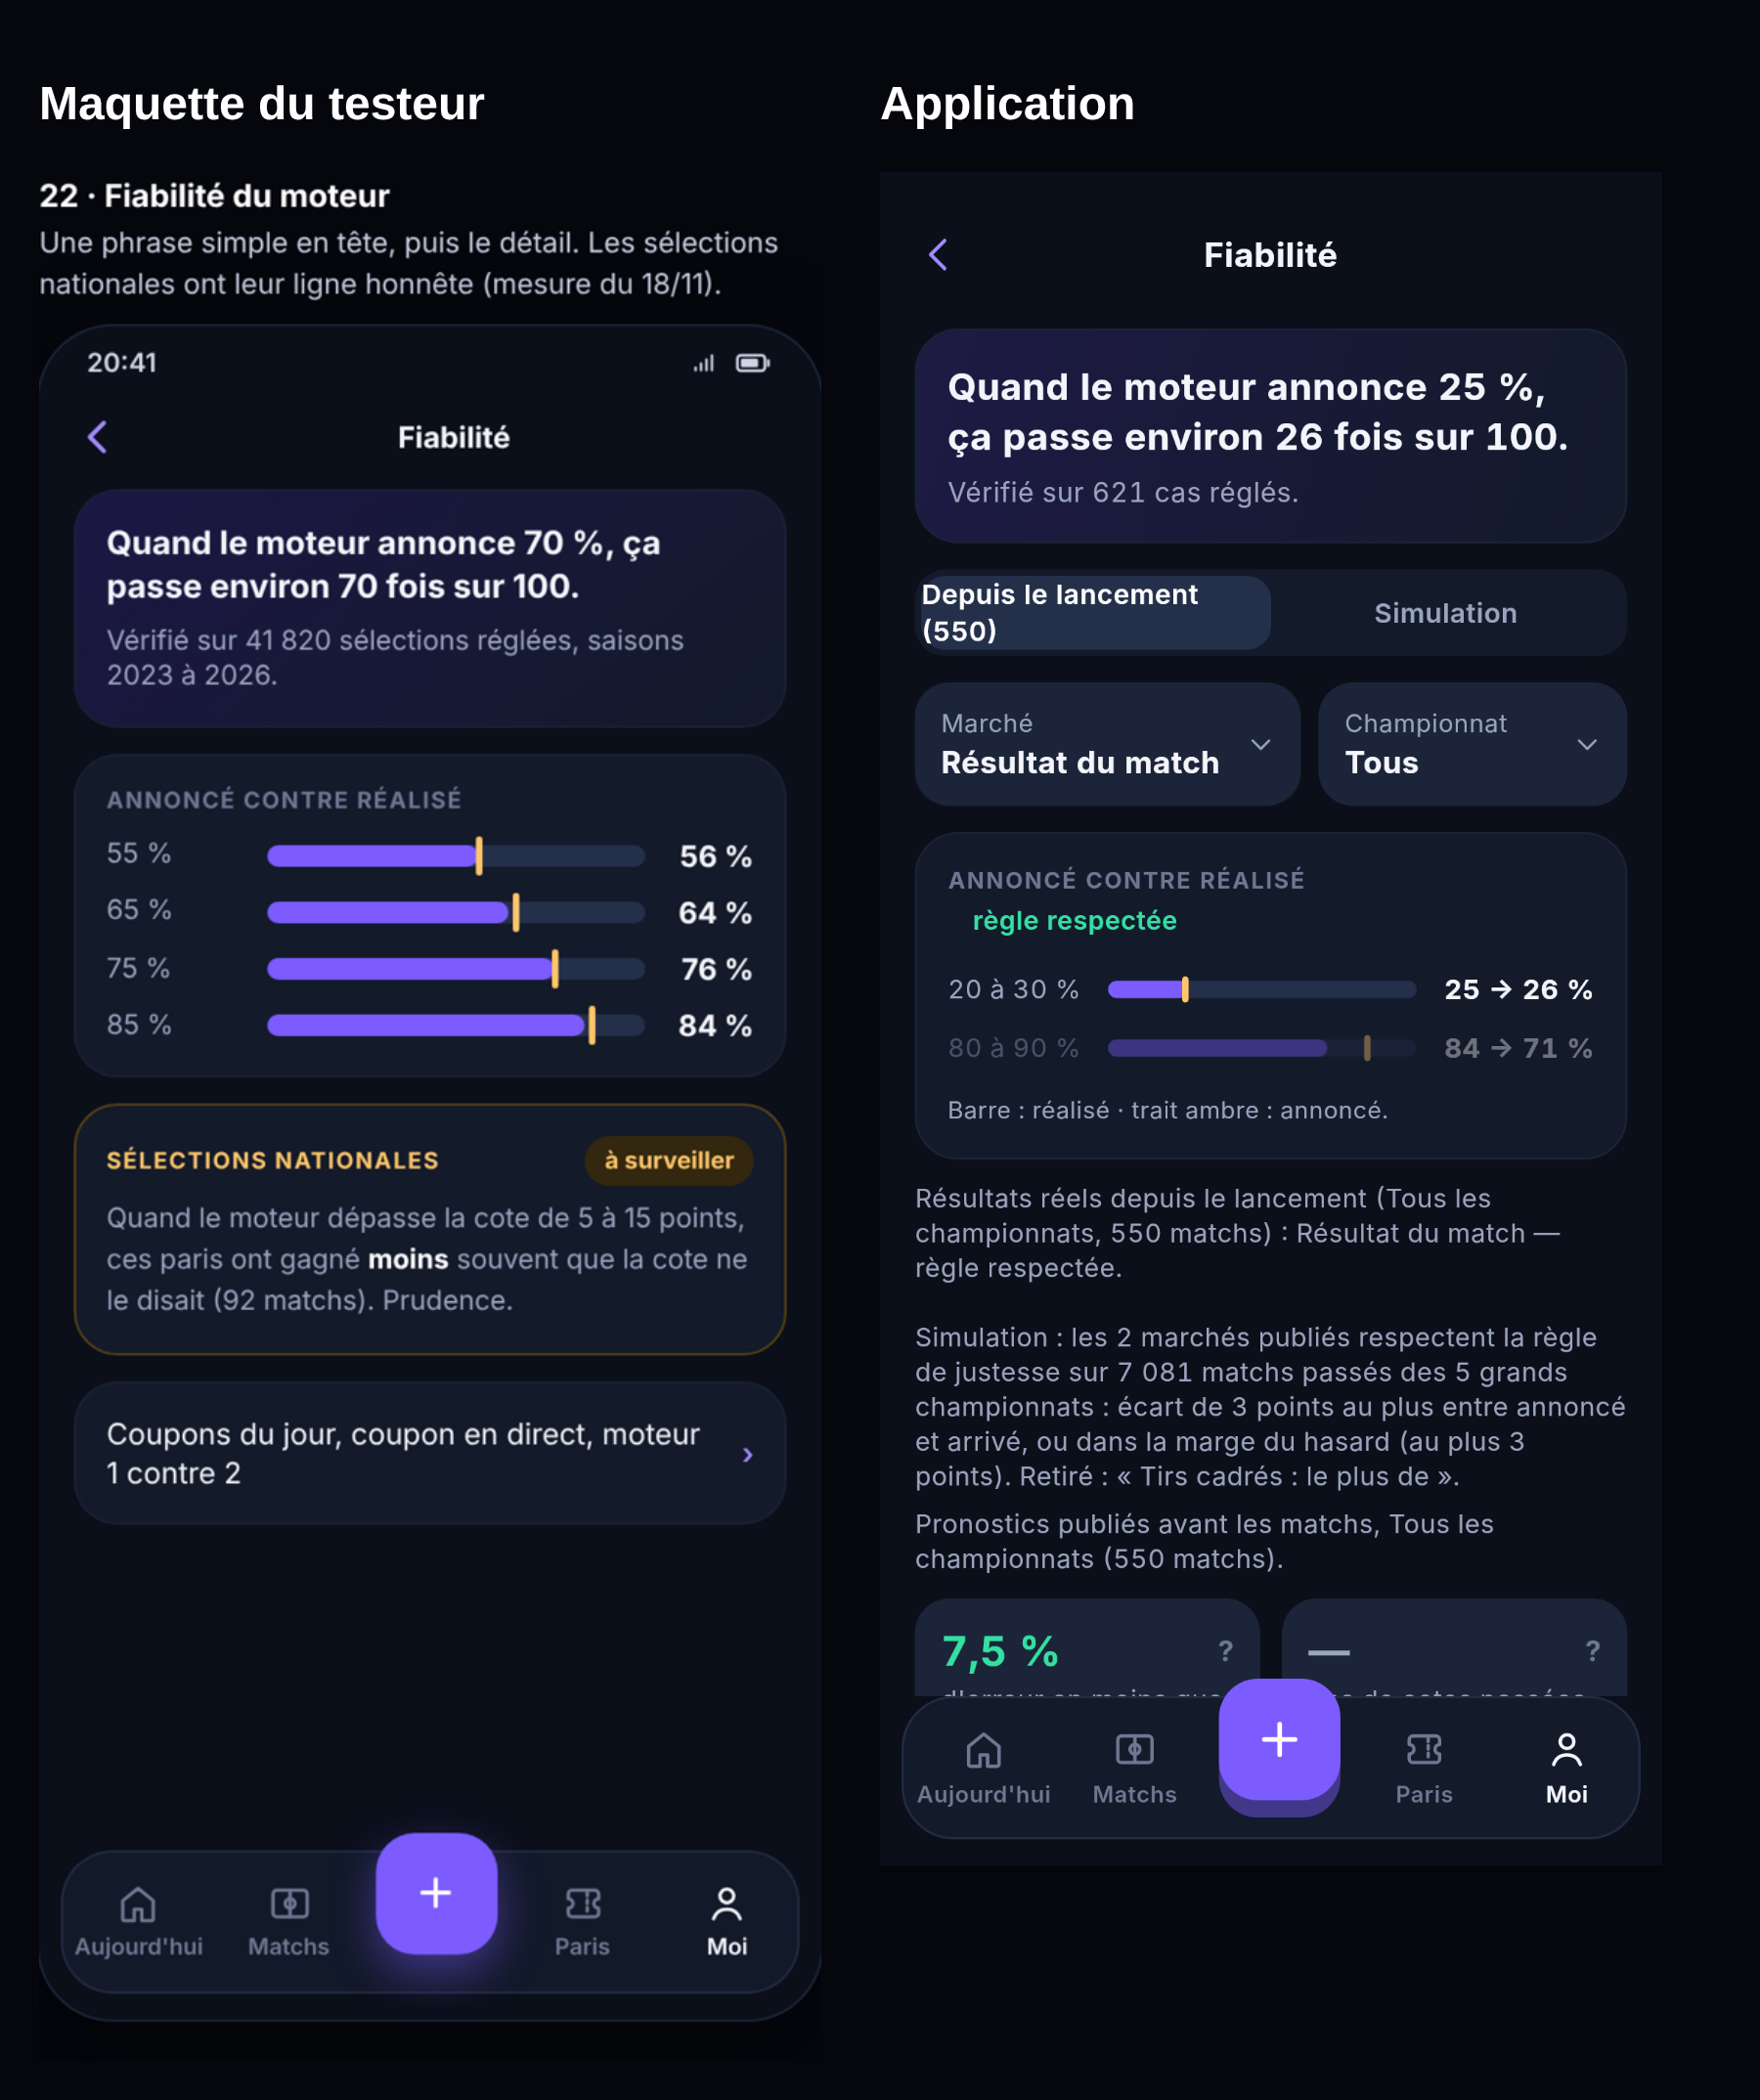 Maquette du testeur
22 · Fiabilité du moteur
Une phrase simple en tête, puis le détail. Les sélections
nationales ont leur ligne honnête (mesure du 18/11).
20:41
Fiabilité
Quand le moteur annonce 70 %, ça
passe environ 70 fois sur 100.
Vérifié sur 41 820 sélections réglées, saisons
2023 à 2026.
ANNONCÉ CONTRE RÉALISÉ
55 % 56 %
65 % 64 %
75 % 76 %
85 % 84 %
SÉLECTIONS NATIONALES à surveiller
Quand le moteur dépasse la cote de 5 à 15 points,
ces paris ont gagné moins souvent que la cote ne
le disait (92 matchs). Prudence.
Coupons du jour, coupon en direct, moteur
1 contre 2
Aujourd'hui Matchs + Paris Moi
Application
Fiabilité
Quand le moteur annonce 25 %,
ça passe environ 26 fois sur 100.
Vérifié sur 621 cas réglés.
Depuis le lancement
(550)
Simulation
Marché
Résultat du match
Championnat
Tous
ANNONCÉ CONTRE RÉALISÉ
règle respectée
20 à 30 % 25 → 26 %
80 à 90 % 84 → 71 %
Barre : réalisé · trait ambre : annoncé.
Résultats réels depuis le lancement (Tous les
championnats, 550 matchs) : Résultat du match —
règle respectée.
Simulation : les 2 marchés publiés respectent la règle
de justesse sur 7 081 matchs passés des 5 grands
championnats : écart de 3 points au plus entre annoncé
et arrivé, ou dans la marge du hasard (au plus 3
points). Retiré : « Tirs cadrés : le plus de ».
Pronostics publiés avant les matchs, Tous les
championnats (550 matchs).
7,5 % ?
— ?
Aujourd'hui Matchs + Paris Moi